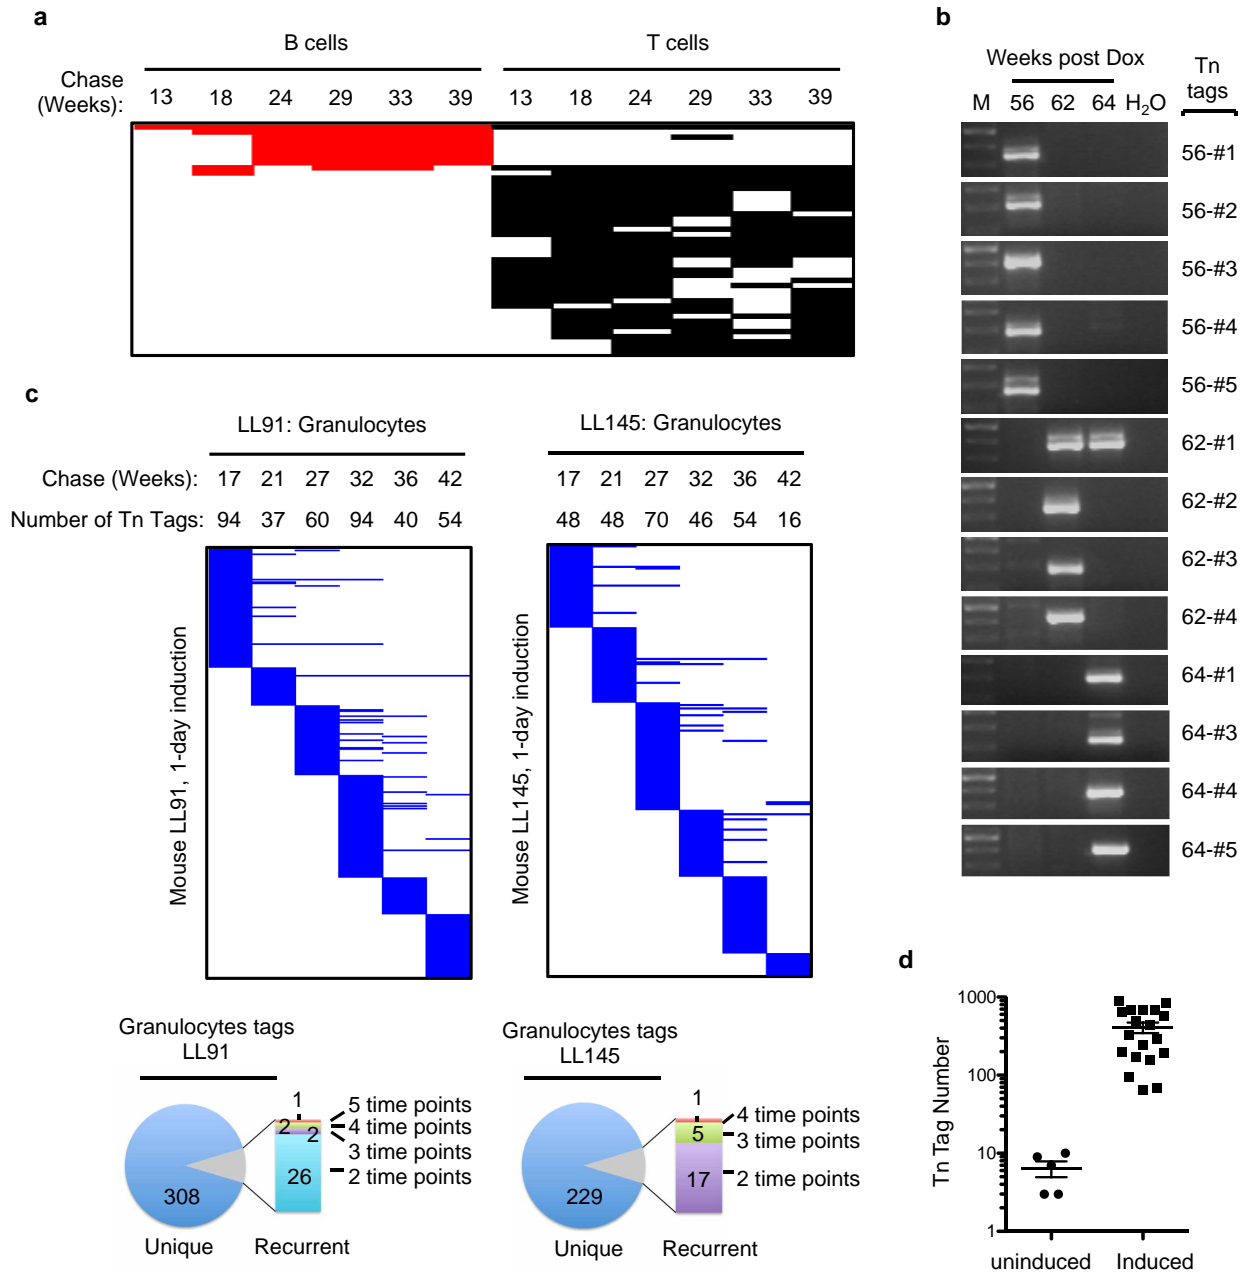 a
B cells
T cells
Chase (Weeks):
13 18 24 29 33 39 13 18 24 29 33 39
b
Weeks post Dox
Tn tags
M 56 62 64 H2O
56-#1
56-#2
56-#3
56-#4
56-#5
62-#1
62-#2
62-#3
62-#4
64-#1
64-#3
64-#4
64-#5
c
LL91: Granulocytes
Chase (Weeks): 17 21 27 32 36 42
Number of Tn Tags: 94 37 60 94 40 54
Mouse LL91, 1-day induction
LL145: Granulocytes
17 21 27 32 36 42
48 48 70 46 54 16
Mouse LL145, 1-day induction
Granulocytes tags
LL91
308
Unique
1
2
2
26
Recurrent
5 time points
4 time points
3 time points
2 time points
Granulocytes tags
LL145
229
Unique
1
5
17
Recurrent
4 time points
3 time points
2 time points
d
Tn Tag Number
1000
100
10
1
uninduced
Induced